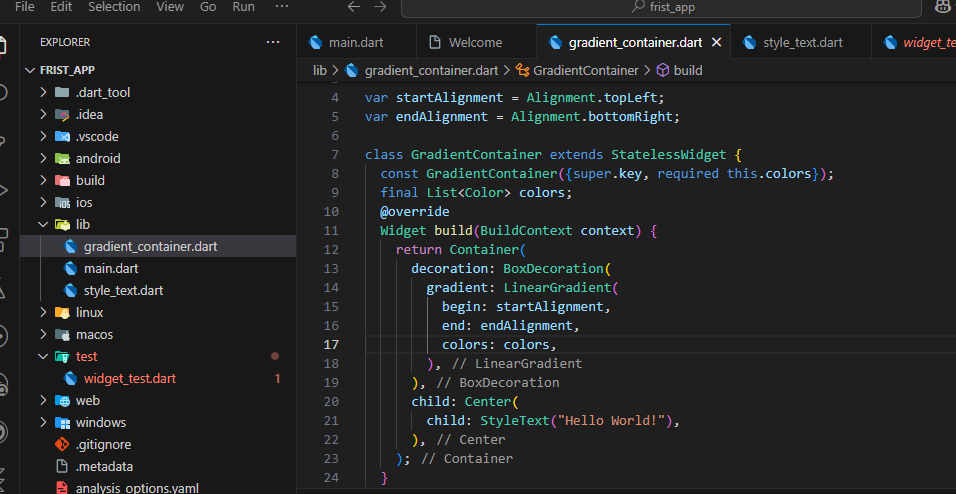 File Edit Selection View Go Run ··· ← → frist_app
EXPLORER ···
main.dart Welcome gradient_container.dart × style_text.dart widget_te
lib > gradient_container.dart > GradientContainer > build
FRIST_APP
.dart_tool
.idea
.vscode
android
build
ios
lib
gradient_container.dart
main.dart
style_text.dart
linux
macos
test
widget_test.dart 1
web
windows
.gitignore
.metadata
analysis_options.yaml
4 var startAlignment = Alignment.topLeft;
5 var endAlignment = Alignment.bottomRight;
6
7 class GradientContainer extends StatelessWidget {
8 const GradientContainer({super.key, required this.colors});
9 final List<Color> colors;
10 @override
11 Widget build(BuildContext context) {
12 return Container(
13 decoration: BoxDecoration(
14 gradient: LinearGradient(
15 begin: startAlignment,
16 end: endAlignment,
17 colors: colors,
18 ), // LinearGradient
19 ), // BoxDecoration
20 child: Center(
21 child: StyleText("Hello World!"),
22 ), // Center
23 ); // Container
24 }